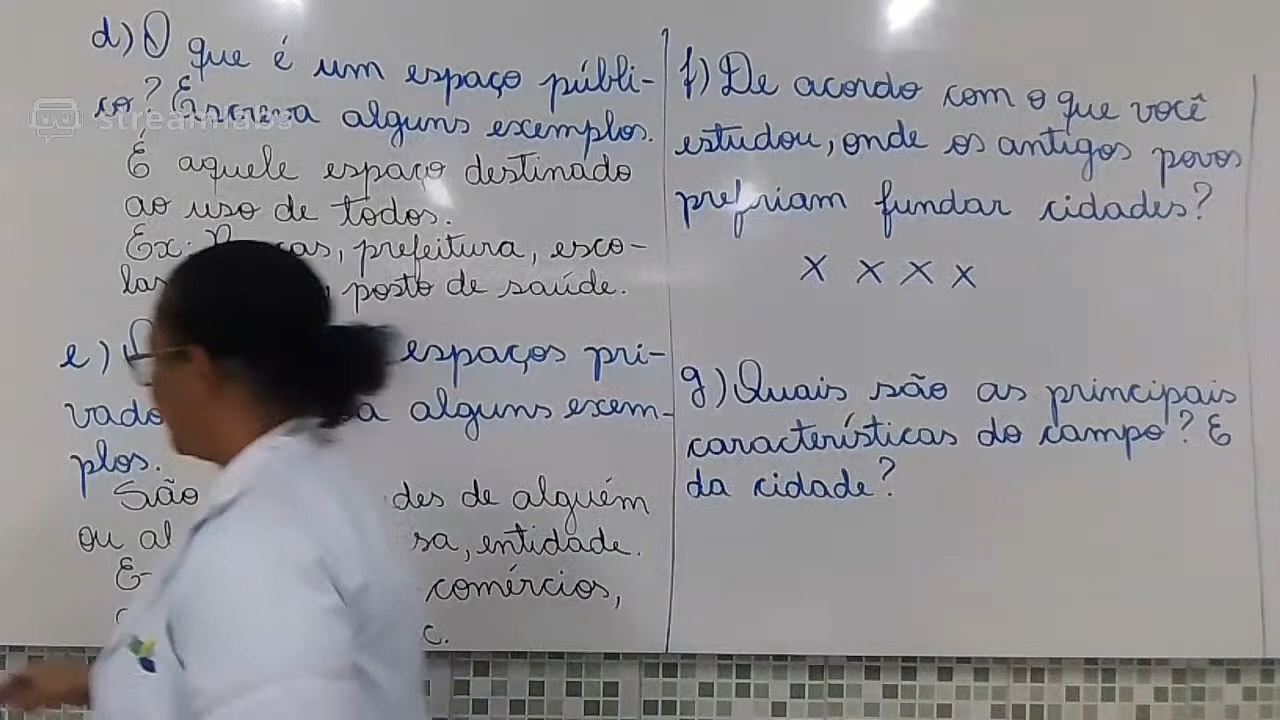 d) O que é um espaço públi-
co? Escreva alguns exemplos.
É aquele espaço destinado
ao uso de todos.
Ex: prefeitura, esco-
las posto de saúde.
e) espaços pri-
vado alguns exem-
plos.
São des de alguém
ou al sa, entidade.
comércios,
c.
f) De acordo com o que você
estudou, onde os antigos povos
preferiam fundar cidades?
X X X X
g) Quais são as principais
características do campo? E
da cidade?
streamlabs